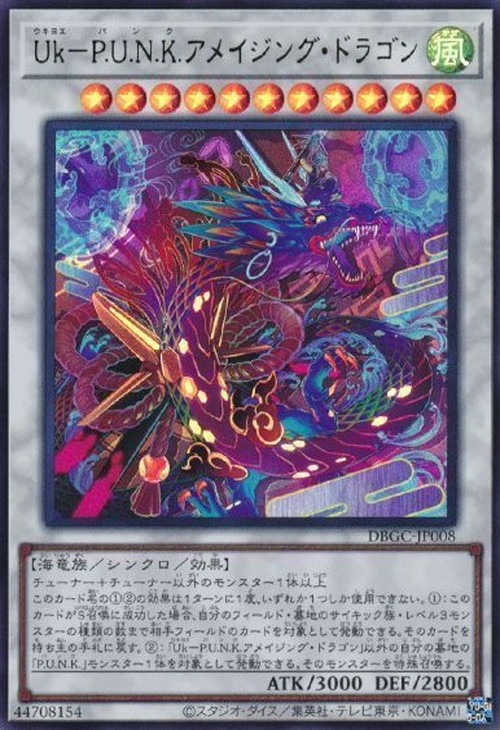 ウキヨエ パンク
Uk－P.U.N.K.アメイジング・ドラゴン
嵐
DBGC-JP008
【海竜族／シンクロ／効果】
チューナー＋チューナー以外のモンスター1体以上
このカード名の①②の効果は1ターンに1度、いずれか1つしか使用できない。①：この
カードがS召喚に成功した場合、自分のフィールド・墓地のサイキック族・レベル3モン
スターの種類の数まで相手フィールドのカードを対象として発動できる。そのカードを
持ち主の手札に戻す。②：「Uk－P.U.N.K.アメイジング・ドラゴン」以外の自分の墓地の
「P.U.N.K.」モンスター1体を対象として発動できる。そのモンスターを特殊召喚する。
ATK/3000 DEF/2800
44708154
©スタジオ・ダイス／集英社・テレビ東京・KONAMI